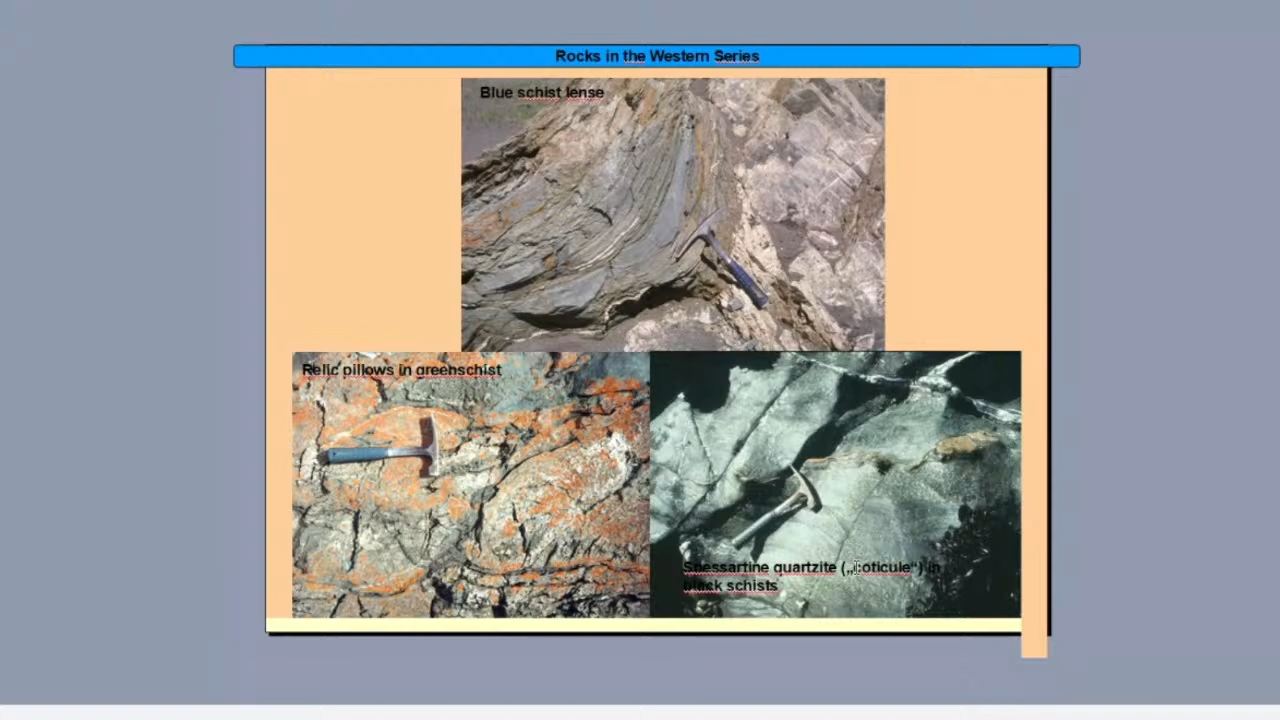 Rocks in the Western Series
Blue schist lense
Relic pillows in greenschist
Spessartine quartzite („coticule“) in
black schists